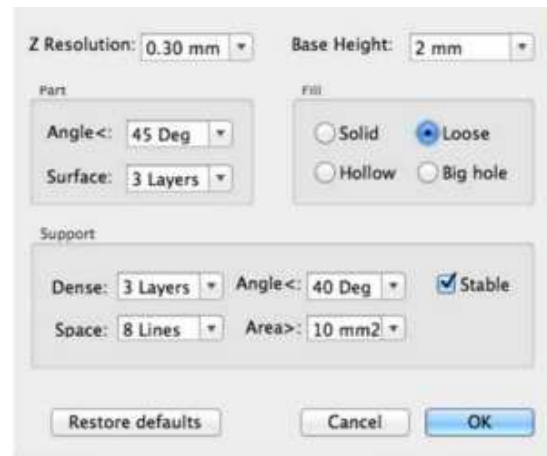 Z Resolution: 0.30 mm Base Height: 2 mm
Part Fill
Angle<: 45 Deg Solid Loose
Surface: 3 Layers Hollow Big hole
Support
Dense: 3 Layers Angle<: 40 Deg Stable
Space: 8 Lines Area>: 10 mm2
Restore defaults Cancel OK